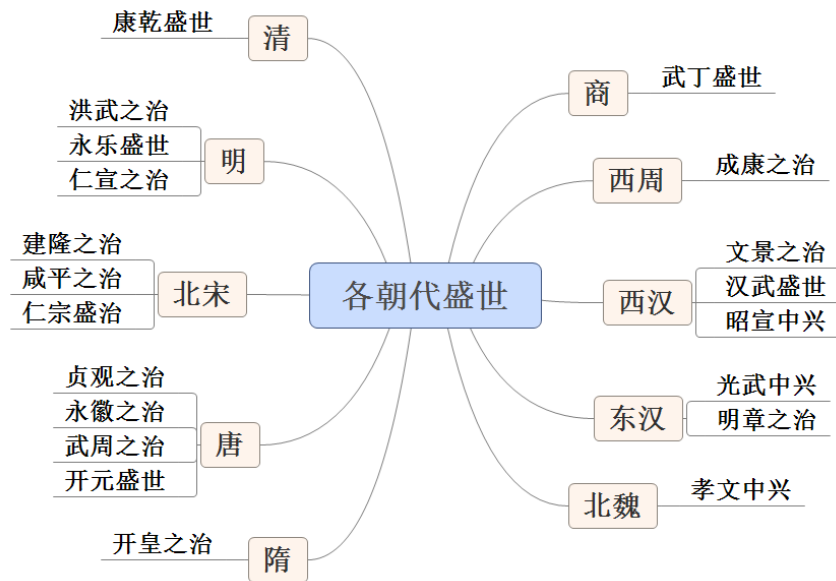 各朝代盛世
商
武丁盛世
西周
成康之治
西汉
文景之治
汉武盛世
昭宣中兴
东汉
光武中兴
明章之治
北魏
孝文中兴
隋
开皇之治
唐
贞观之治
永徽之治
武周之治
开元盛世
北宋
建隆之治
咸平之治
仁宗盛治
明
洪武之治
永乐盛世
仁宣之治
清
康乾盛世